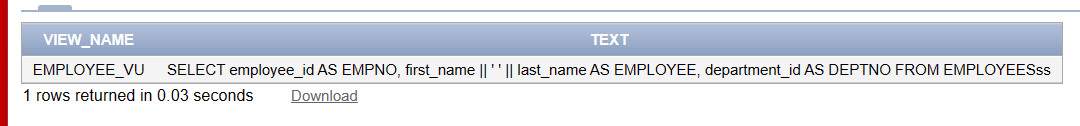 VIEW_NAME TEXT
EMPLOYEE_VU SELECT employee_id AS EMPNO, first_name || ' ' || last_name AS EMPLOYEE, department_id AS DEPTNO FROM EMPLOYEESss
1 rows returned in 0.03 seconds Download